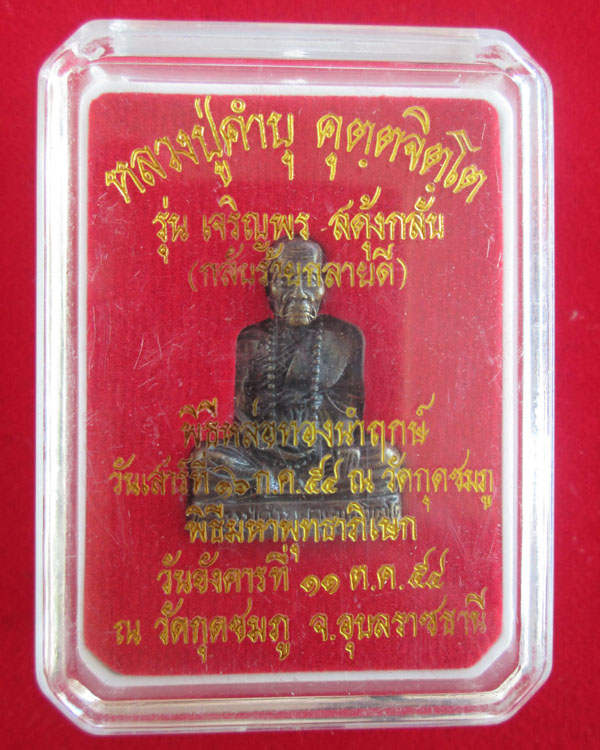 หลวงปู่คำบุ คุตฺตจิตฺโต
รุ่น เจริญพร สดุ้งกลับ
(กลับร้ายกลายดี)
พิธีหล่อทองนำฤกษ์
วันเสาร์ที่ ๑๖ ก.ค. ๕๔ ณ วัดกุดชมภู
พิธีมหาพุทธาภิเษก
วันอังคารที่ ๑๑ ต.ค. ๕๔
ณ วัดกุดชมภู จ.อุบลราชธานี